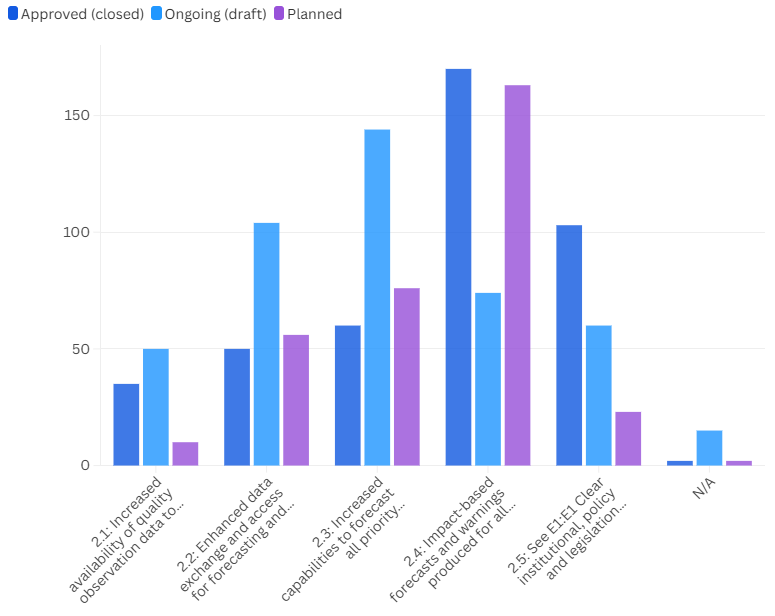 Approved (closed) Ongoing (draft) Planned
150
100
50
0
2.1: Increased
availability of quality
observation data to...
2.2: Enhanced data
exchange and access
for forecasting and...
2.3: Increased
capabilities to forecast
all priority...
2.4: Impact-based
forecasts and warnings
produced for all...
2.5: See E1:E1 Clear
institutional, policy
and legislation...
N/A